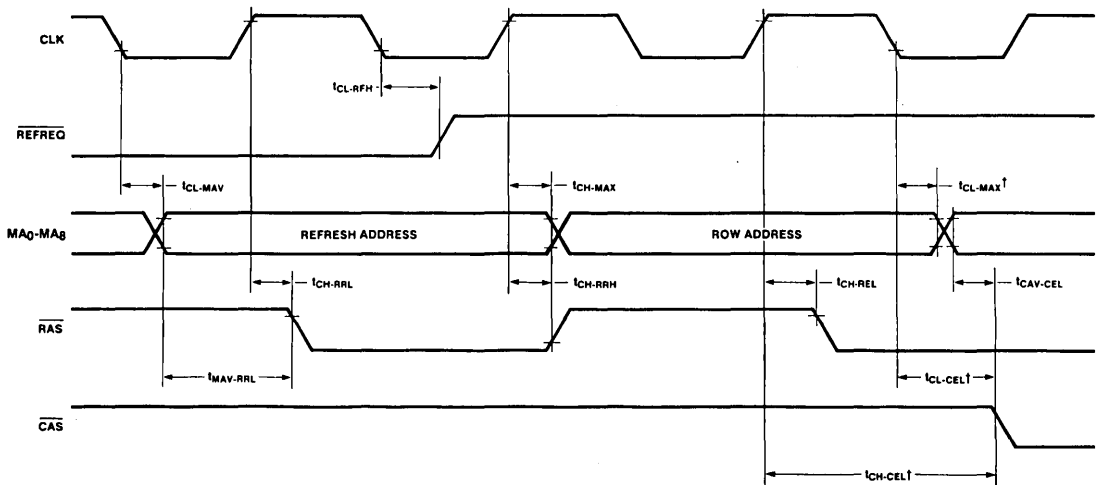 CLK
tCL-RFH
REFREQ
tCL-MAV
tCH-MAX
tCL-MAX†
MA0-MA8
REFRESH ADDRESS
ROW ADDRESS
tCH-RRL
tCH-RRH
tCH-REL
tCAV-CEL
RAS
tMAV-RRL
tCL-CEL†
CAS
tCH-CEL†